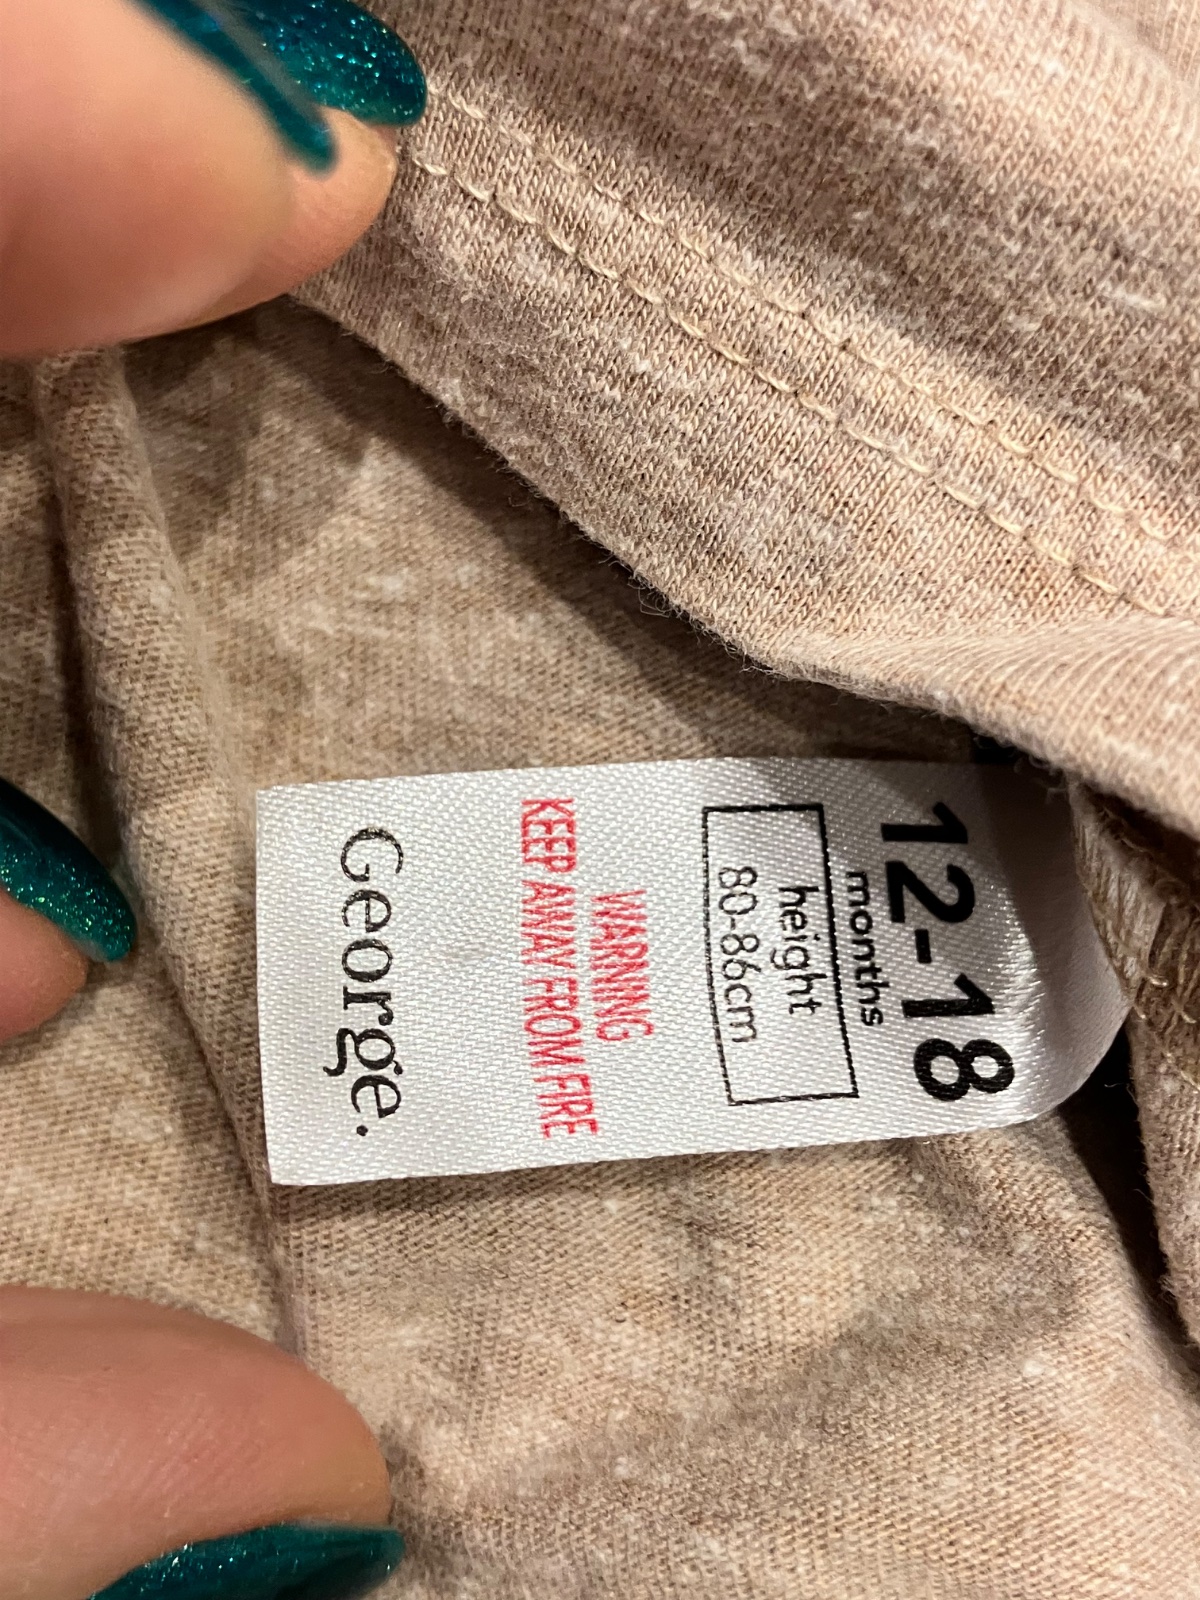 12-18
months
height
80-86cm
WARNING
KEEP AWAY FROM FIRE
George.